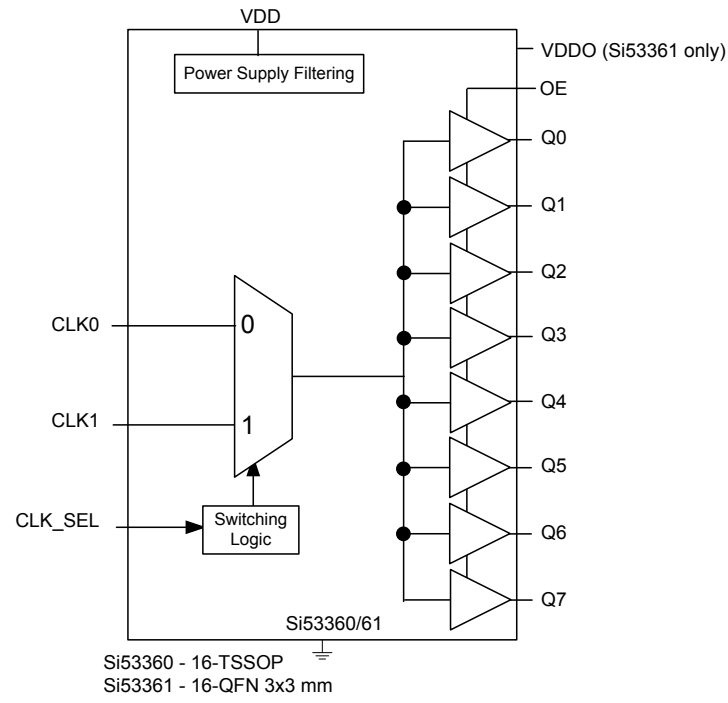 VDD
VDDO (Si53361 only)
Power Supply Filtering
OE
Q0
Q1
Q2
CLK0
0
Q3
Q4
CLK1
1
Q5
CLK_SEL
Switching
Logic
Q6
Q7
Si53360/61
Si53360 - 16-TSSOP
Si53361 - 16-QFN 3x3 mm